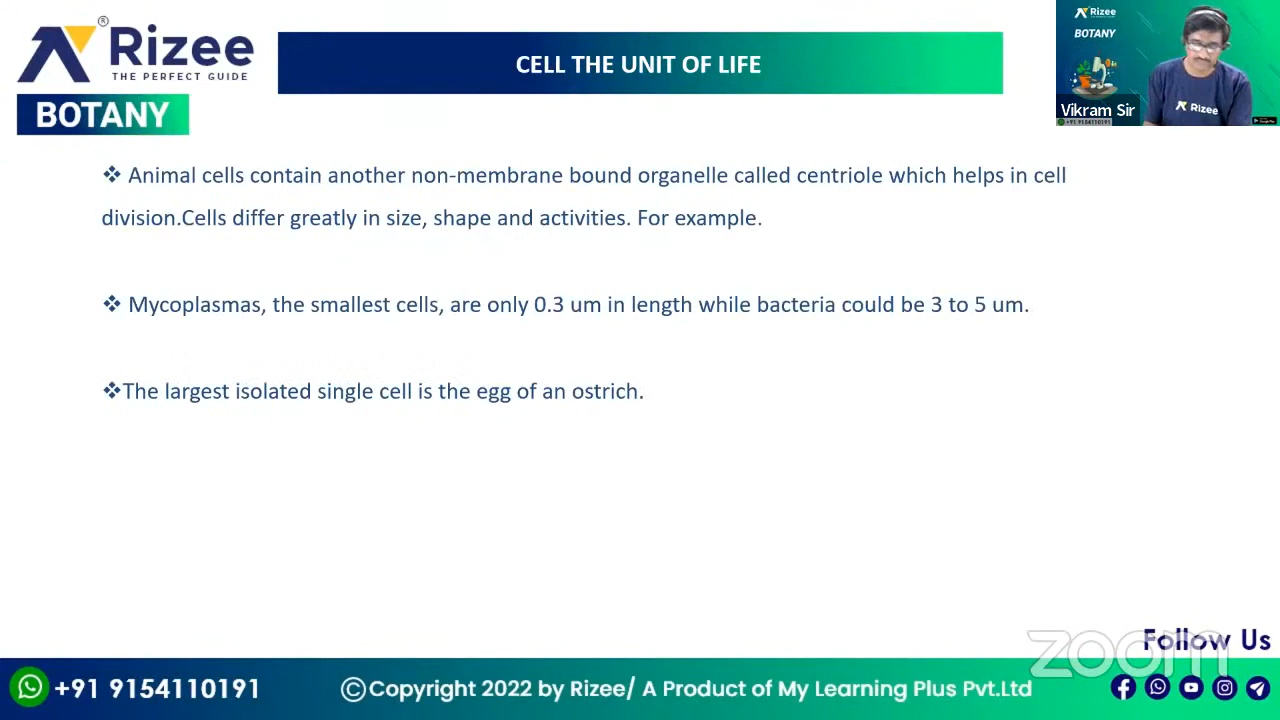 Rizee®
THE PERFECT GUIDE
BOTANY
CELL THE UNIT OF LIFE
Rizee
BOTANY
Rizee
Vikram Sir
+91 9154110191
❖ Animal cells contain another non-membrane bound organelle called centriole which helps in cell
division.Cells differ greatly in size, shape and activities. For example.
❖ Mycoplasmas, the smallest cells, are only 0.3 um in length while bacteria could be 3 to 5 um.
❖The largest isolated single cell is the egg of an ostrich.
Follow Us
zoom
+91 9154110191
©Copyright 2022 by Rizee/ A Product of My Learning Plus Pvt.Ltd